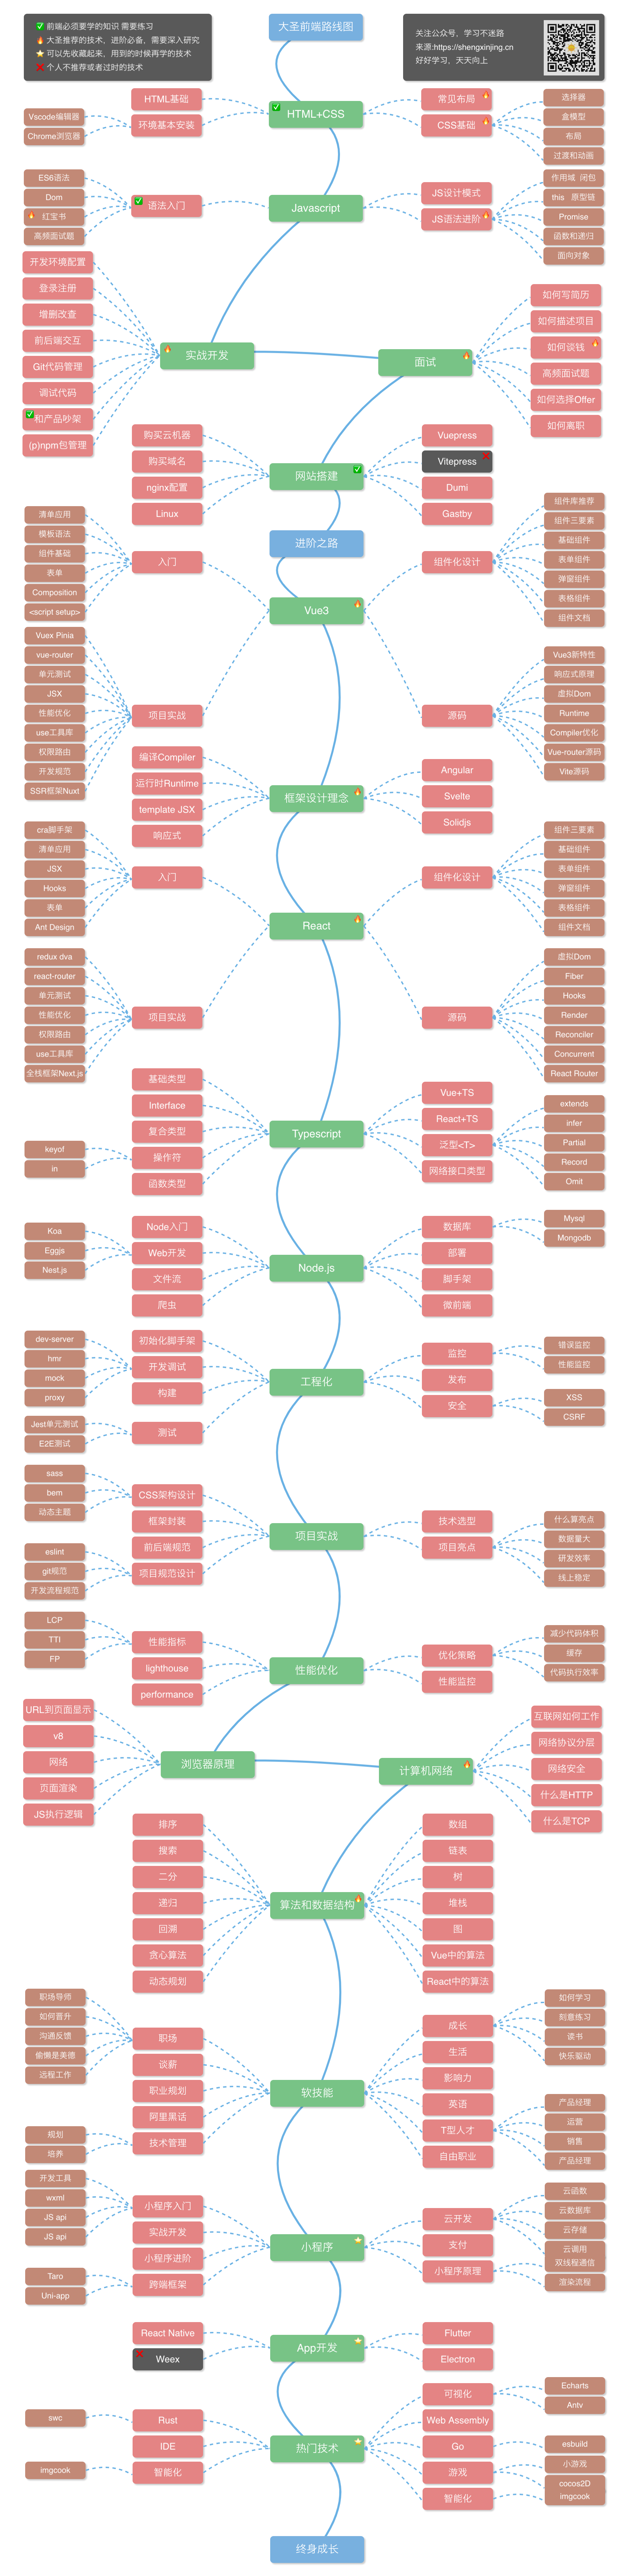 前端必须要学的知识 需要练习
大圣推荐的技术，进阶必备，需要深入研究
可以先收藏起来，用到的时候再学的技术
个人不推荐或者过时的技术
大圣前端路线图
关注公众号，学习不迷路
来源:https://shengxinjing.cn
好好学习，天天向上
HTML+CSS
HTML基础
环境基本安装
Vscode编辑器
Chrome浏览器
常见布局
CSS基础
选择器
盒模型
布局
过渡和动画
Javascript
语法入门
ES6语法
Dom
红宝书
高频面试题
JS设计模式
JS语法进阶
作用域 闭包
this 原型链
Promise
函数和递归
面向对象
实战开发
开发环境配置
登录注册
增删改查
前后端交互
Git代码管理
调试代码
和产品吵架
(p)npm包管理
面试
如何写简历
如何描述项目
如何谈钱
高频面试题
如何选择Offer
如何离职
网站搭建
购买云机器
购买域名
nginx配置
Linux
Vuepress
Vitepress
Dumi
Gastby
进阶之路
Vue3
入门
清单应用
模板语法
组件基础
表单
Composition
<script setup>
项目实战
Vuex Pinia
vue-router
单元测试
JSX
性能优化
use工具库
权限路由
开发规范
SSR框架Nuxt
组件化设计
组件库推荐
组件三要素
基础组件
表单组件
弹窗组件
表格组件
组件文档
源码
Vue3新特性
响应式原理
虚拟Dom
Runtime
Compiler优化
Vue-router源码
Vite源码
框架设计理念
编译Compiler
运行时Runtime
template JSX
响应式
Angular
Svelte
Solidjs
React
入门
cra脚手架
清单应用
JSX
Hooks
表单
Ant Design
项目实战
redux dva
react-router
单元测试
性能优化
权限路由
use工具库
全栈框架Next.js
组件化设计
组件三要素
基础组件
表单组件
弹窗组件
表格组件
组件文档
源码
虚拟Dom
Fiber
Hooks
Render
Reconciler
Concurrent
React Router
Typescript
基础类型
Interface
复合类型
操作符
函数类型
keyof
in
Vue+TS
React+TS
泛型<T>
网络接口类型
extends
infer
Partial
Record
Omit
Node.js
Node入门
Web开发
文件流
爬虫
Koa
Eggjs
Nest.js
数据库
部署
脚手架
微前端
Mysql
Mongodb
工程化
初始化脚手架
开发调试
构建
测试
dev-server
hmr
mock
proxy
Jest单元测试
E2E测试
监控
发布
安全
错误监控
性能监控
XSS
CSRF
项目实战
CSS架构设计
框架封装
前后端规范
项目规范设计
sass
bem
动态主题
eslint
git规范
开发流程规范
技术选型
项目亮点
什么算亮点
数据量大
研发效率
线上稳定
性能优化
性能指标
lighthouse
performance
LCP
TTI
FP
优化策略
性能监控
减少代码体积
缓存
代码执行效率
浏览器原理
URL到页面显示
v8
网络
页面渲染
JS执行逻辑
计算机网络
互联网如何工作
网络协议分层
网络安全
什么是HTTP
什么是TCP
算法和数据结构
排序
搜索
二分
递归
回溯
贪心算法
动态规划
数组
链表
树
堆栈
图
Vue中的算法
React中的算法
软技能
职场
谈薪
职业规划
阿里黑话
技术管理
职场导师
如何晋升
沟通反馈
偷懒是美德
远程工作
规划
培养
成长
生活
影响力
英语
T型人才
自由职业
如何学习
刻意练习
读书
快乐驱动
产品经理
运营
销售
产品经理
小程序
小程序入门
实战开发
小程序进阶
跨端框架
开发工具
wxml
JS api
JS api
Taro
Uni-app
云开发
支付
小程序原理
云函数
云数据库
云存储
云调用
双线程通信
渲染流程
App开发
React Native
Weex
Flutter
Electron
热门技术
Rust
IDE
智能化
swc
imgcook
可视化
Web Assembly
Go
游戏
智能化
Echarts
Antv
esbuild
小游戏
cocos2D
imgcook
终身成长